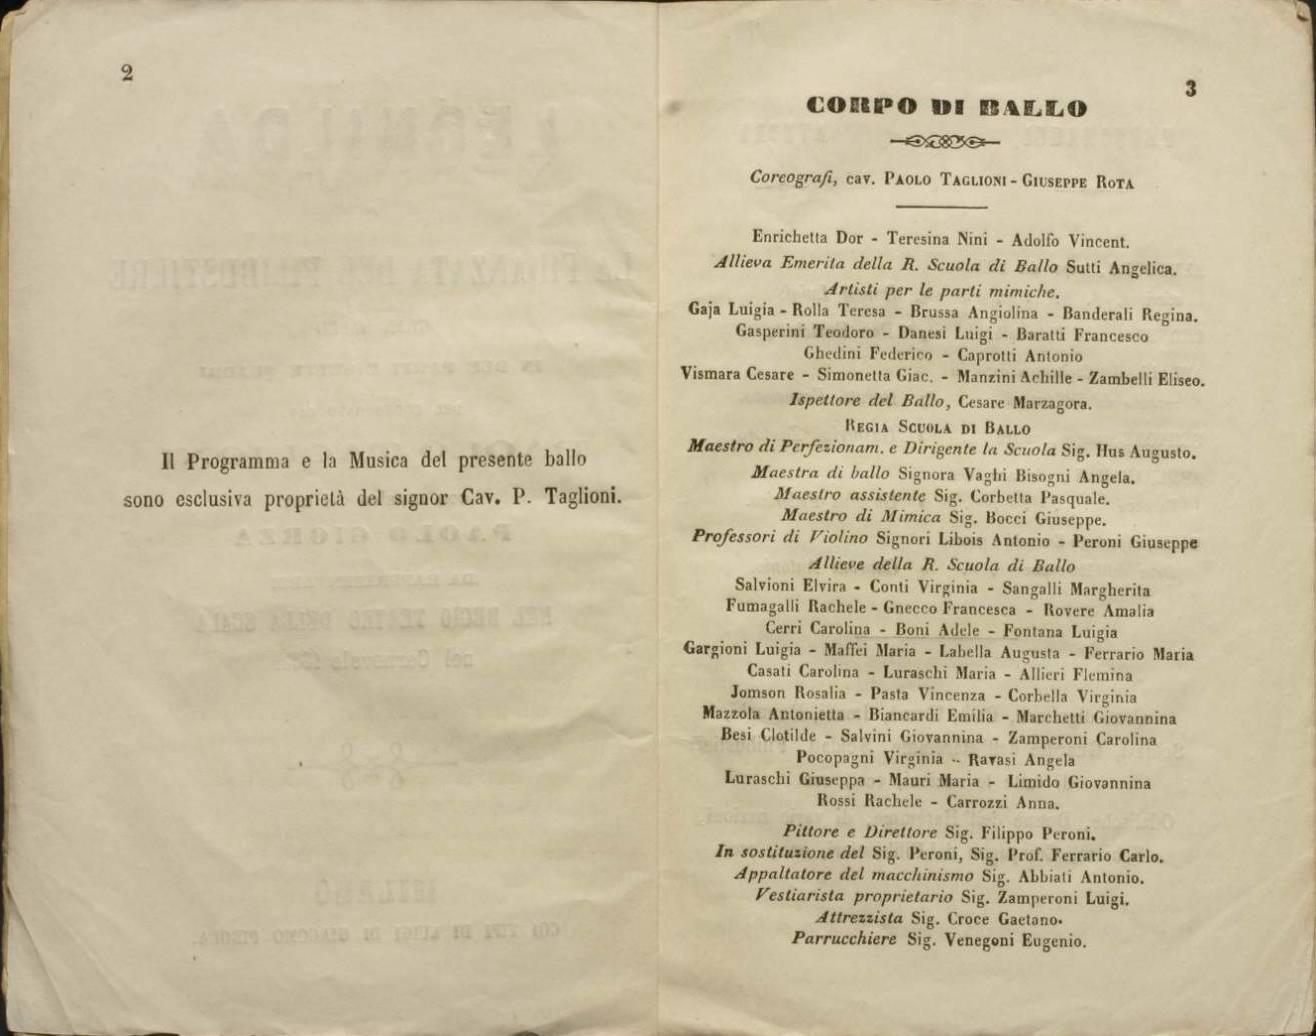 2
Il Programma e la Musica del presente ballo
sono esclusiva proprietà del signor Cav. P. Taglioni.
3
CORPO DI BALLO
Coreografi, cav. PAOLO TAGLIONI - GIUSEPPE ROTA
Enrichetta Dor - Teresina Nini - Adolfo Vincent.
Allieva Emerita della R. Scuola di Ballo Sutti Angelica.
Artisti per le parti mimiche.
Gaja Luigia - Rolla Teresa - Brussa Angiolina - Banderali Regina.
Gasperini Teodoro - Danesi Luigi - Baratti Francesco
Ghedini Federico - Caprotti Antonio
Vismara Cesare - Simonetta Giac. - Manzini Achille - Zambelli Eliseo.
Ispettore del Ballo, Cesare Marzagora.
REGIA SCUOLA DI BALLO
Maestro di Perfezionam. e Dirigente la Scuola Sig. Hus Augusto.
Maestra di ballo Signora Vaghi Bisogni Angela.
Maestro assistente Sig. Corbetta Pasquale.
Maestro di Mimica Sig. Bocci Giuseppe.
Professori di Violino Signori Libois Antonio - Peroni Giuseppe
Allieve della R. Scuola di Ballo
Salvioni Elvira - Conti Virginia - Sangalli Margherita
Fumagalli Rachele - Gnecco Francesca - Rovere Amalia
Cerri Carolina - Boni Adele - Fontana Luigia
Gargioni Luigia - Maffei Maria - Labella Augusta - Ferrario Maria
Casati Carolina - Luraschi Maria - Allieri Flemina
Jomson Rosalia - Pasta Vincenza - Corbella Virginia
Mazzola Antonietta - Biancardi Emilia - Marchetti Giovannina
Besi Clotilde - Salvini Giovannina - Zamperoni Carolina
Pocopagni Virginia - Ravasi Angela
Luraschi Giuseppa - Mauri Maria - Limido Giovannina
Rossi Rachele - Carrozzi Anna.
Pittore e Direttore Sig. Filippo Peroni.
In sostituzione del Sig. Peroni, Sig. Prof. Ferrario Carlo.
Appaltatore del macchinismo Sig. Abbiati Antonio.
Vestiarista proprietario Sig. Zamperoni Luigi.
Attrezzista Sig. Croce Gaetano.
Parrucchiere Sig. Venegoni Eugenio.